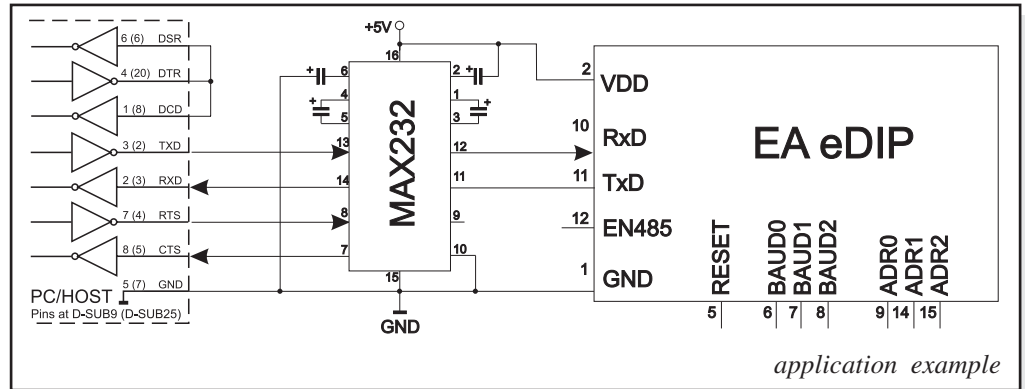 +5V
6 (6) DSR
4 (20) DTR
1 (8) DCD
3 (2) TXD
2 (3) RXD
7 (4) RTS
8 (5) CTS
5 (7) GND
PC/HOST
Pins at D-SUB9 (D-SUB25)
16
+ 6
2 +
4
1
+
5
3
+
13
12
14
11
8
9
7
10
15
MAX232
GND
2 VDD
10 RxD
11 TxD
12 EN485
1 GND
EA eDIP
RESET
BAUD0
BAUD1
BAUD2
ADR0
ADR1
ADR2
5
6
7
8
9
14
15
application example